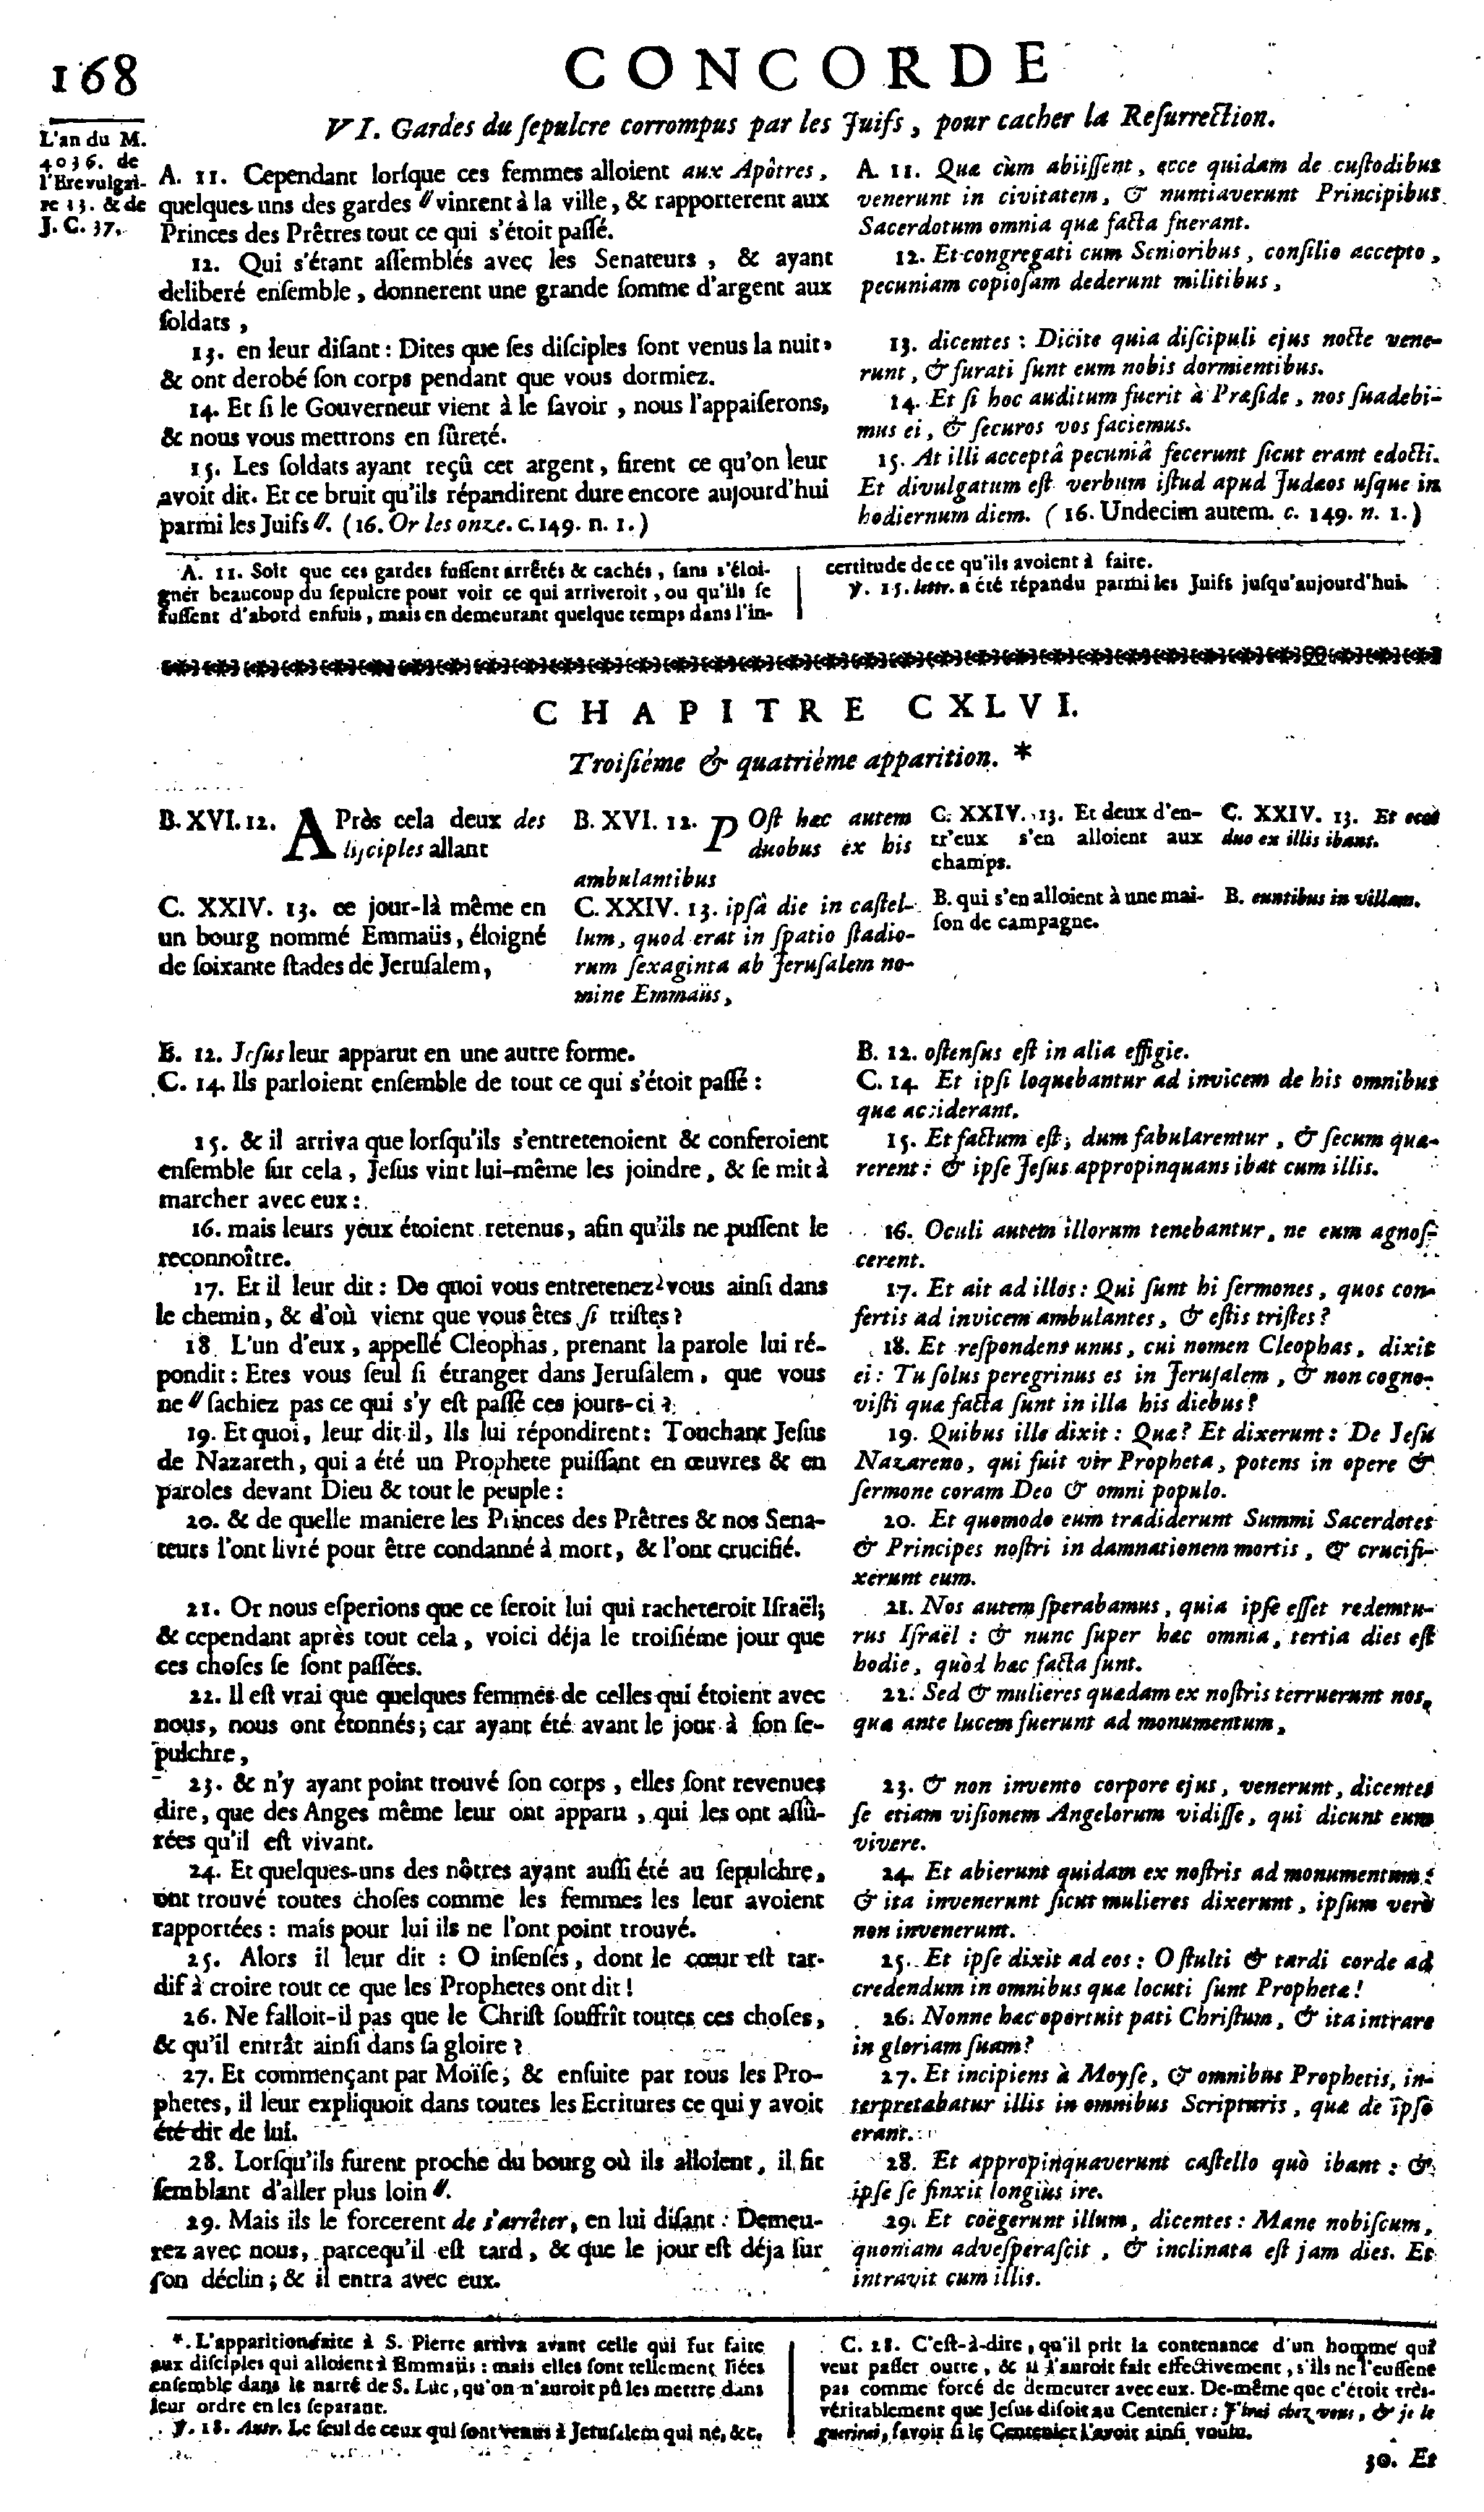 168
CONCORDE
L'an du M.
4036. de
l'Ere vulgai-
re 33. & de
J. C. 37.
VI. Gardes du ſepulcre corrompus par les Juifs, pour cacher la Reſurrection.
A. 11. Cependant lorſque ces femmes alloient aux Apôtres,
quelques-uns des gardes // vinrent à la ville, & rapporterent aux
Princes des Prêtres tout ce qui s'étoit paſſé.
12. Qui s'étant aſſemblés avec les Senateurs, & ayant
deliberé enſemble, donnerent une grande ſomme d'argent aux
ſoldats,
13. en leur diſant: Dites que ſes diſciples ſont venus la nuit,
& ont derobé ſon corps pendant que vous dormiez.
14. Et ſi le Gouverneur vient à le ſavoir, nous l'appaiſerons,
& nous vous mettrons en ſûreté.
15. Les ſoldats ayant reçû cet argent, firent ce qu'on leur
avoit dit. Et ce bruit qu'ils répandirent dure encore aujourd'hui
parmi les Juifs //. (16. Or les onze. c. 149. n. 1.)
A. 11. Quæ cùm abiiſſent, ecce quidam de cuſtodibus
venerunt in civitatem, & nuntiaverunt Principibus
Sacerdotum omnia quæ facta fuerant.
12. Et congregati cum Senioribus, conſilio accepto,
pecuniam copioſam dederunt militibus,
13. dicentes: Dicite quia diſcipuli ejus nocte vene-
runt, & furati ſunt eum nobis dormientibus.
14. Et ſi hoc auditum fuerit à Præſide, nos ſuadebi-
mus ei, & ſecuros vos faciemus.
15. At illi acceptâ pecuniâ fecerunt ſicut erant edocti.
Et divulgatum eſt verbum iſtud apud Judæos uſque in
hodiernum diem. (16. Undecim autem. c. 149. n. 1.)
A. 11. Soit que ces gardes fuſſent arrêtés & cachés, ſans s'éloi-
gner beaucoup du ſepulcre pour voir ce qui arriveroit, ou qu'ils ſe
fuſſent d'abord enfuis, mais en demeurant quelque temps dans l'in-
certitude de ce qu'ils avoient à faire.
℣. 15. lettr. a été répandu parmi les Juifs juſqu'aujourd'hui.
CHAPITRE CXLVI.
Troiſiéme & quatriéme apparition. *
B. XVI. 12. APrès cela deux des
diſciples allant
C. XXIV. 13. ce jour-là même en
un bourg nommé Emmaüs, éloigné
de ſoixante ſtades de Jeruſalem,
B. XVI. 12. POſt hæc autem
duobus ex his
ambulantibus
C. XXIV. 13. ipſâ die in caſtel-
lum, quod erat in ſpatio ſtadio-
rum ſexaginta ab Jeruſalem no-
mine Emmaüs,
C. XXIV. 13. Et deux d'en-
tr'eux s'en alloient aux
champs.
B. qui s'en alloient à une mai-
ſon de campagne.
C. XXIV. 13. Et ecce
duo ex illis ibant.
B. euntibus in villam.
B. 12. Jeſus leur apparut en une autre forme.
C. 14. Ils parloient enſemble de tout ce qui s'étoit paſſé:
15. & il arriva que lorſqu'ils s'entretenoient & conferoient
enſemble ſur cela, Jeſus vint lui-même les joindre, & ſe mit à
marcher avec eux:
16. mais leurs yeux étoient retenus, afin qu'ils ne puſſent le
reconnoître.
17. Et il leur dit: De quoi vous entretenez-vous ainſi dans
le chemin, & d'où vient que vous êtes ſi triſtes?
18. L'un d'eux, appellé Cleophas, prenant la parole lui ré-
pondit: Etes vous ſeul ſi étranger dans Jeruſalem, que vous
ne // ſachiez pas ce qui s'y eſt paſſé ces jours-ci?
19. Et quoi, leur dit-il, Ils lui répondirent: Touchant Jeſus
de Nazareth, qui a été un Prophete puiſſant en œuvres & en
paroles devant Dieu & tout le peuple:
20. & de quelle maniere les Princes des Prêtres & nos Sena-
teurs l'ont livré pour être condanné à mort, & l'ont crucifié.
21. Or nous eſperions que ce ſeroit lui qui racheteroit Iſraël;
& cependant après tout cela, voici déja le troiſiéme jour que
ces choſes ſe ſont paſſées.
22. Il eſt vrai que quelques femmes de celles qui étoient avec
nous, nous ont étonnés; car ayant été avant le jour à ſon ſe-
pulchre,
23. & n'y ayant point trouvé ſon corps, elles ſont revenues
dire, que des Anges même leur ont apparu, qui les ont aſſû-
rées qu'il eſt vivant.
24. Et quelques-uns des nôtres ayant auſſi été au ſepulchre,
ont trouvé toutes choſes comme les femmes les leur avoient
rapportées: mais pour lui ils ne l'ont point trouvé.
25. Alors il leur dit: O inſenſés, dont le cœur eſt tar-
dif à croire tout ce que les Prophetes ont dit!
26. Ne falloit-il pas que le Chriſt ſouffrît toutes ces choſes,
& qu'il entrât ainſi dans ſa gloire?
27. Et commençant par Moïſe, & enſuite par tous les Pro-
phetes, il leur expliquoit dans toutes les Ecritures ce qui y avoit
été dit de lui.
28. Lorſqu'ils furent proche du bourg où ils alloient, il fit
ſemblant d'aller plus loin //.
29. Mais ils le forcerent de s'arrêter, en lui diſant: Demeu-
rez avec nous, parcequ'il eſt tard, & que le jour eſt déja ſur
ſon déclin; & il entra avec eux.
B. 12. oſtenſus eſt in alia effigie.
C. 14. Et ipſi loquebantur ad invicem de his omnibus
quæ acciderant.
15. Et factum eſt, dum fabularentur, & ſecum quæ-
rerent: & ipſe Jeſus appropinquans ibat cum illis.
16. Oculi autem illorum tenebantur, ne eum agnoſ-
cerent.
17. Et ait ad illos: Qui ſunt hi ſermones, quos con-
fertis ad invicem ambulantes, & eſtis triſtes?
18. Et reſpondens unus, cui nomen Cleophas, dixit
ei: Tu ſolus peregrinus es in Jeruſalem, & non cogno-
viſti quæ facta ſunt in illa his diebus?
19. Quibus ille dixit: Quæ? Et dixerunt: De Jeſu
Nazareno, qui fuit vir Propheta, potens in opere &
ſermone coram Deo & omni populo.
20. Et quomodo eum tradiderunt Summi Sacerdotes
& Principes noſtri in damnationem mortis, & crucifi-
xerunt eum.
21. Nos autem ſperabamus, quia ipſe eſſet redemtu-
rus Iſraël: & nunc ſuper hæc omnia, tertia dies eſt
hodie, quòd hæc facta ſunt.
22. Sed & mulieres quædam ex noſtris terruerunt nos,
quæ ante lucem fuerunt ad monumentum,
23. & non invento corpore ejus, venerunt, dicentes
ſe etiam viſionem Angelorum vidiſſe, qui dicunt eum
vivere.
24. Et abierunt quidam ex noſtris ad monumentum:
& ita invenerunt ſicut mulieres dixerunt, ipſum verò
non invenerunt.
25. Et ipſe dixit ad eos: O ſtulti & tardi corde ad
credendum in omnibus quæ locuti ſunt Prophetæ!
26. Nonne hæc oportuit pati Chriſtum, & ita intrare
in gloriam ſuam?
27. Et incipiens à Moyſe, & omnibus Prophetis, in-
terpretabatur illis in omnibus Scripturis, quæ de ipſo
erant.
28. Et appropinquaverunt caſtello quò ibant: &
ipſe ſe finxit longiùs ire.
29. Et coëgerunt illum, dicentes: Mane nobiſcum,
quoniam adveſperaſcit, & inclinata eſt jam dies. Et
intravit cum illis.
*. L'apparition faite à S. Pierre arriva avant celle qui fut faite
aux diſciples qui alloient à Emmaüs: mais elles ſont tellement liées
enſemble dans le narré de S. Luc, qu'on n'auroit pû les mettre dans
leur ordre en les ſeparant.
℣. 18. Autr. Le ſeul de ceux qui ſont venus à Jeruſalem qui ne, &c.
C. 28. C'eſt-à-dire, qu'il prit la contenance d'un homme qui
veut paſſer outre, & il l'auroit fait effectivement, s'ils ne l'euſſent
pas comme forcé de demeurer avec eux. De-même que c'étoit très-
véritablement que Jeſus diſoit au Centenier: J'irai chez vous, & je le
guerirai, ſavoir ſi le Centenier l'avoit ainſi voulu.
30. Et